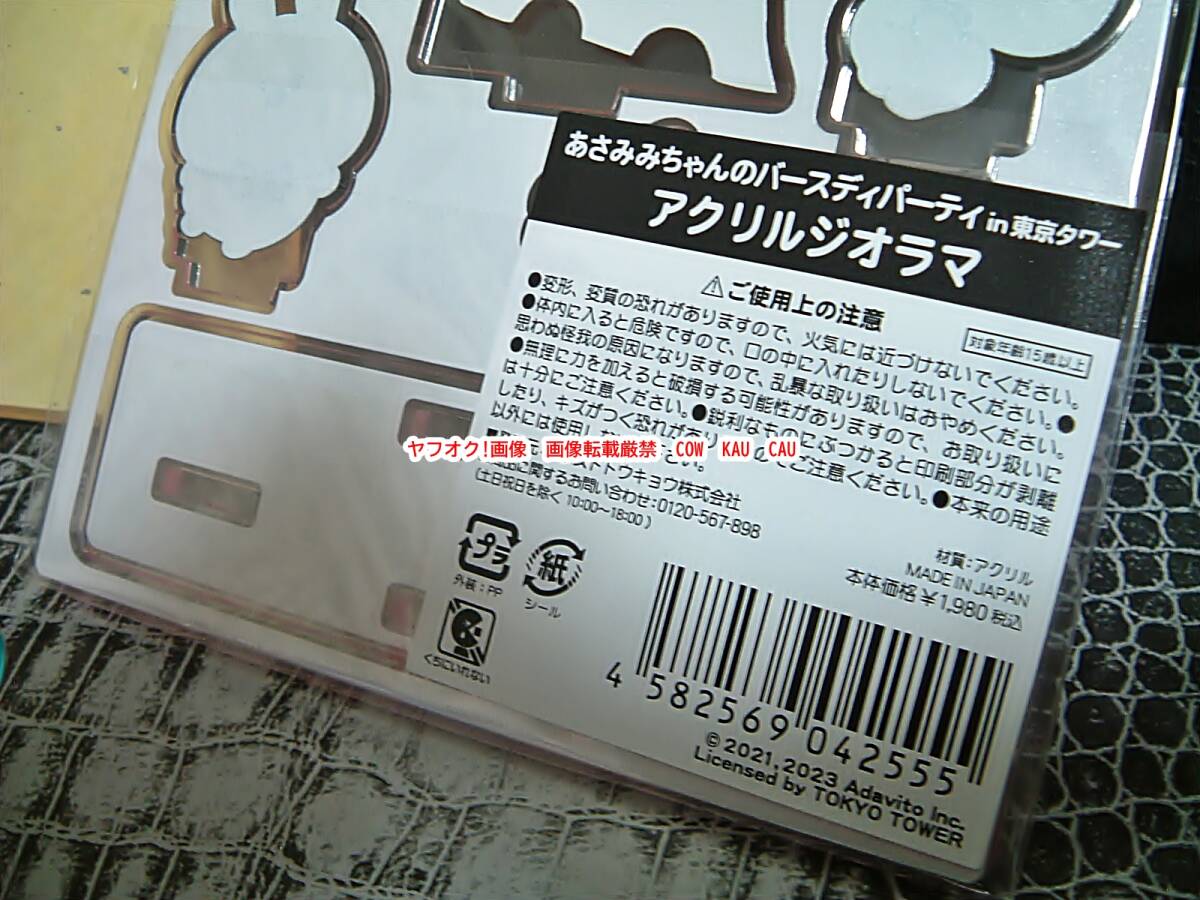 あさみみちゃんのバースディパーティ in 東京タワー
アクリルジオラマ
⚠ご使用上の注意
対象年齢15歳以上
●変形、変質の恐れがありますので、火気には近づけないでください。●
●体内に入ると危険ですので、口の中に入れたりしないでください。
思わぬ怪我の原因になりますので、乱暴な取り扱いはおやめください。
●無理に力を加えると破損する可能性がありますので、お取り扱いに
は十分にご注意ください。●鋭利なものにぶつかると印刷部分が剥離
したり、キズがつく恐れがあり のでご注意ください。●本来の用途
以外には使用しな さい。
ヤフオク!画像 画像転載厳禁 COW KAU CAU
トウキョウ株式会社
に関するお問い合わせ:0120-567-898
(土日祝日を除く 10:00〜18:00)
プラ
外装:PP
紙
シール
くちにいれない
材質:アクリル
MADE IN JAPAN
本体価格 ¥1,980 税込
4 582569 042555
©2021,2023 Adavito Inc.
Licensed by TOKYO TOWER